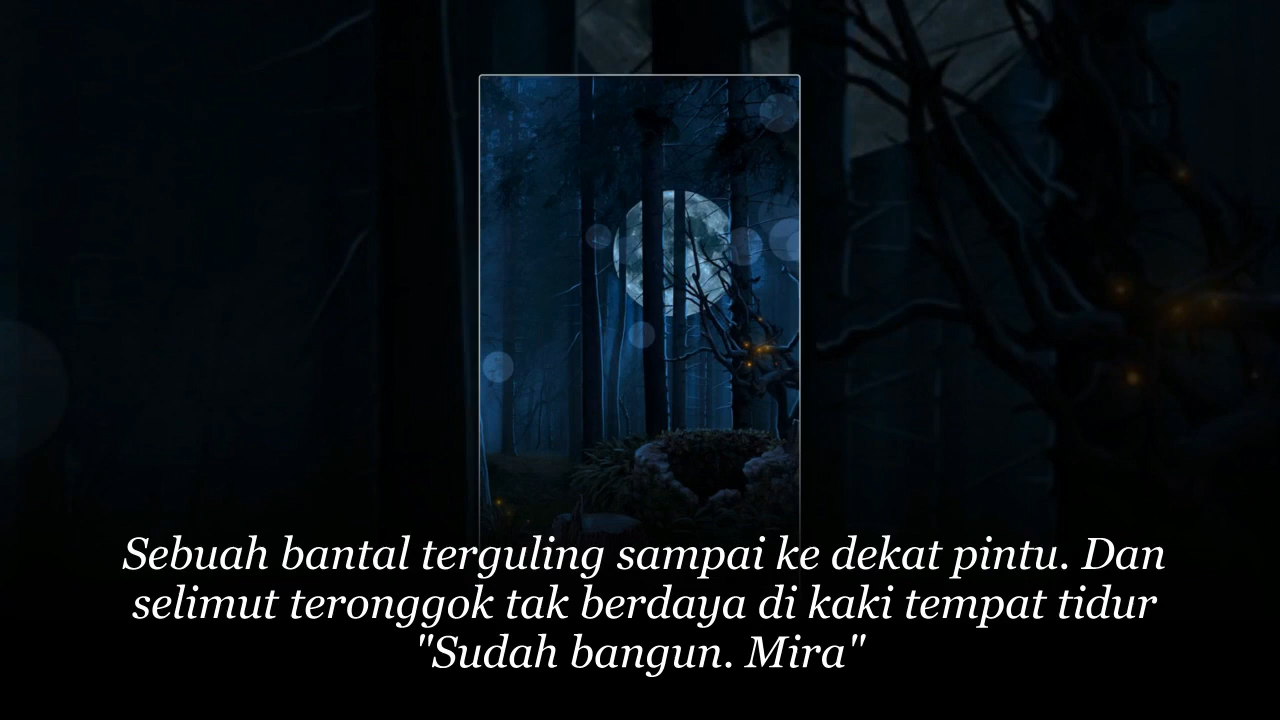 Sebuah bantal terguling sampai ke dekat pintu. Dan
selimut teronggok tak berdaya di kaki tempat tidur
"Sudah bangun. Mira"